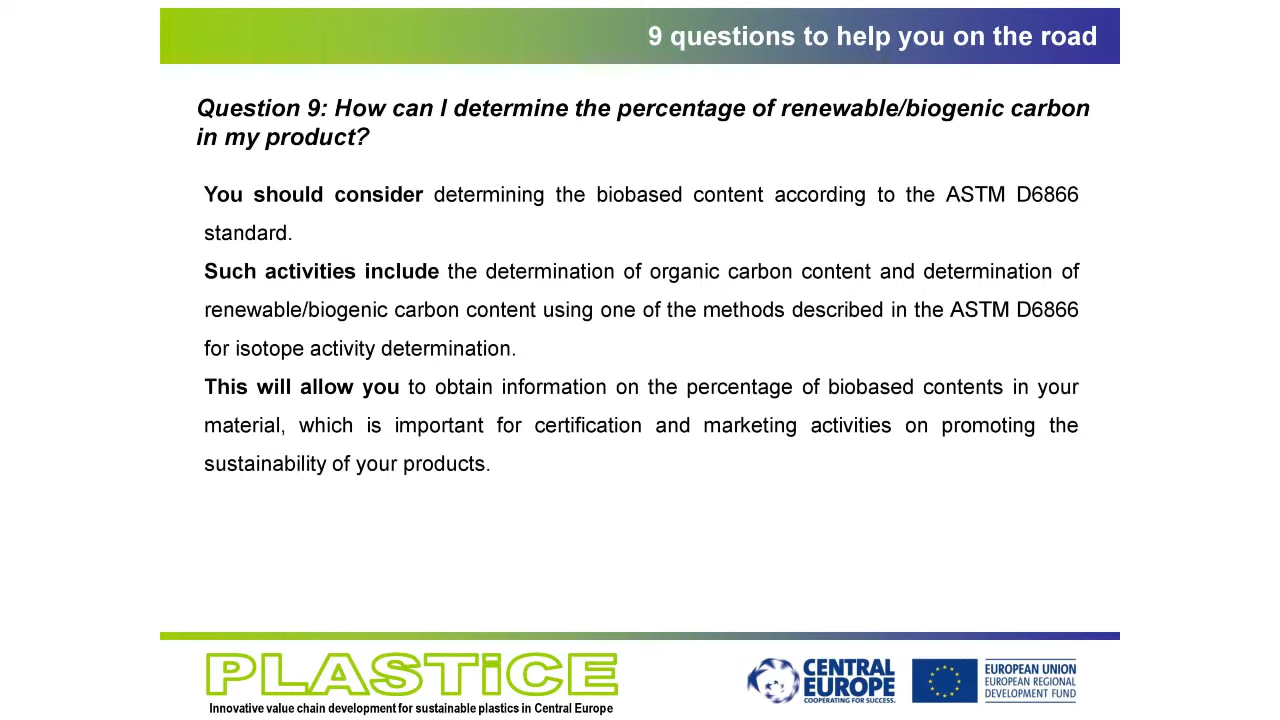 9 questions to help you on the road
Question 9: How can I determine the percentage of renewable/biogenic carbon
in my product?
You should consider determining the biobased content according to the ASTM D6866
standard.
Such activities include the determination of organic carbon content and determination of
renewable/biogenic carbon content using one of the methods described in the ASTM D6866
for isotope activity determination.
This will allow you to obtain information on the percentage of biobased contents in your
material, which is important for certification and marketing activities on promoting the
sustainability of your products.
PLASTiCE
Innovative value chain development for sustainable plastics in Central Europe
CENTRAL
EUROPE
COOPERATING FOR SUCCESS.
EUROPEAN UNION
EUROPEAN REGIONAL
DEVELOPMENT FUND